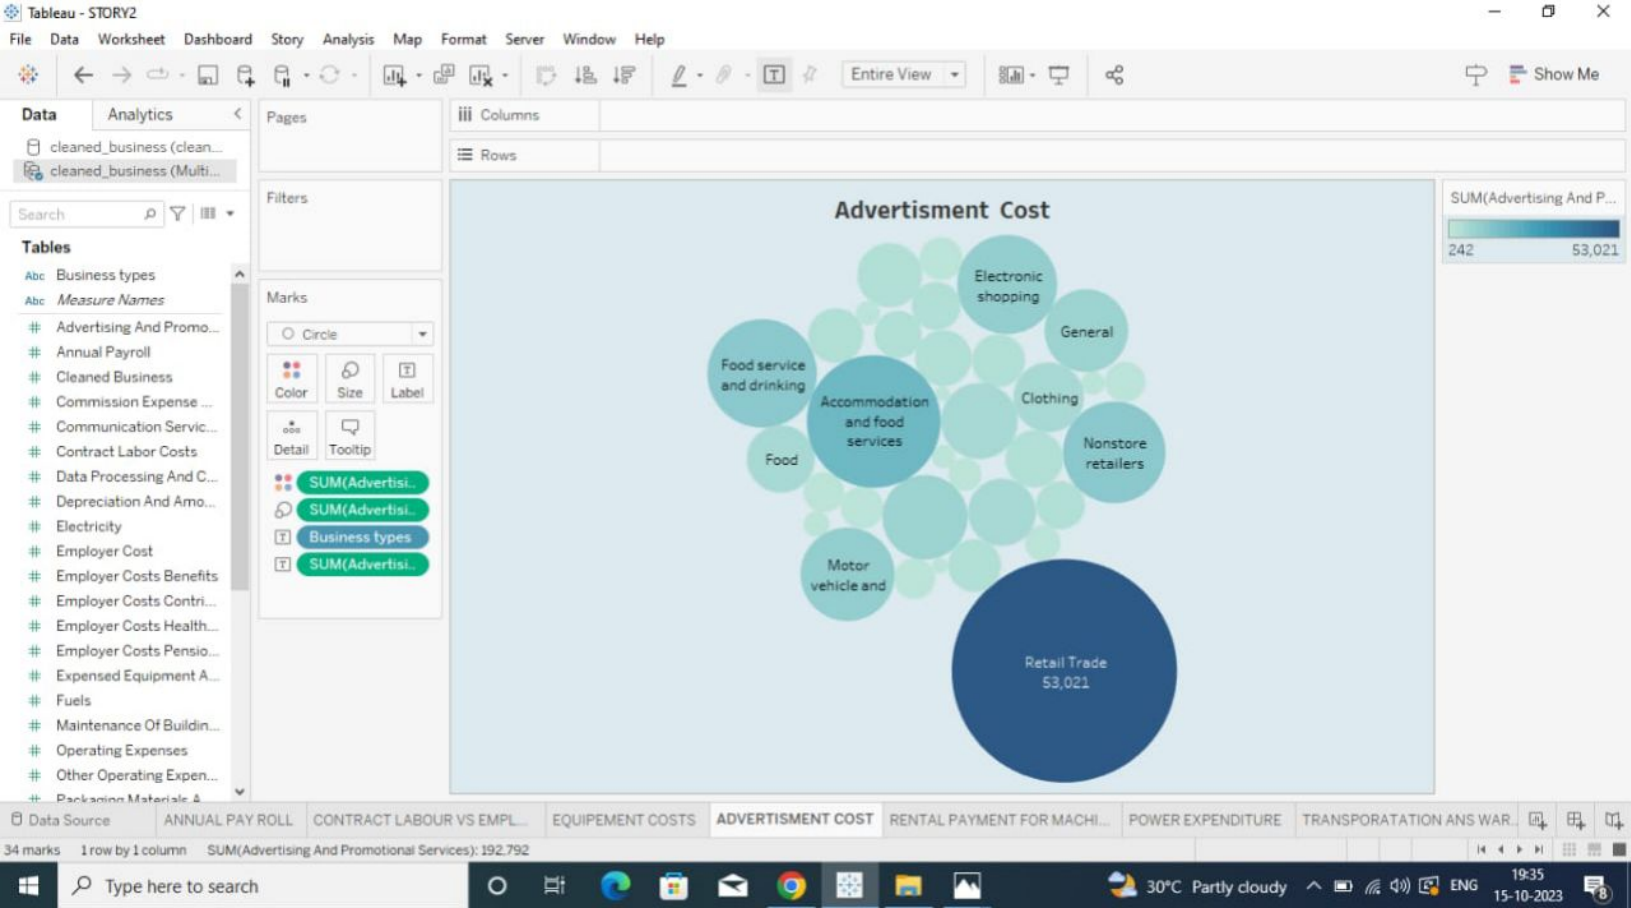 Tableau - STORY2
File Data Worksheet Dashboard Story Analysis Map Format Server Window Help
Entire View
Show Me
Data Analytics
cleaned_business (clean...
cleaned_business (Multi...
Search
Tables
Abc Business types
Abc Measure Names
# Advertising And Promo...
# Annual Payroll
# Cleaned Business
# Commission Expense ...
# Communication Servic...
# Contract Labor Costs
# Data Processing And C...
# Depreciation And Amo...
# Electricity
# Employer Cost
# Employer Costs Benefits
# Employer Costs Contri...
# Employer Costs Health...
# Employer Costs Pensio...
# Expensed Equipment A...
# Fuels
# Maintenance Of Buildin...
# Operating Expenses
# Other Operating Expen...
# Packaging Materials A
Pages
Filters
Marks
Circle
Color Size Label
Detail Tooltip
SUM(Advertisi..
SUM(Advertisi..
Business types
SUM(Advertisi..
iii Columns
Rows
Advertisment Cost
Electronic
shopping
General
Food service
and drinking
Accommodation
and food
services
Clothing
Nonstore
retailers
Food
Motor
vehicle and
Retail Trade
53,021
SUM(Advertising And P...
242 53,021
Data Source ANNUAL PAY ROLL CONTRACT LABOUR VS EMPL... EQUIPEMENT COSTS ADVERTISMENT COST RENTAL PAYMENT FOR MACHI... POWER EXPENDITURE TRANSPORATATION ANS WAR..
34 marks 1 row by 1 column SUM(Advertising And Promotional Services): 192,792
Type here to search
30°C Partly cloudy
ENG
19:35
15-10-2023
8